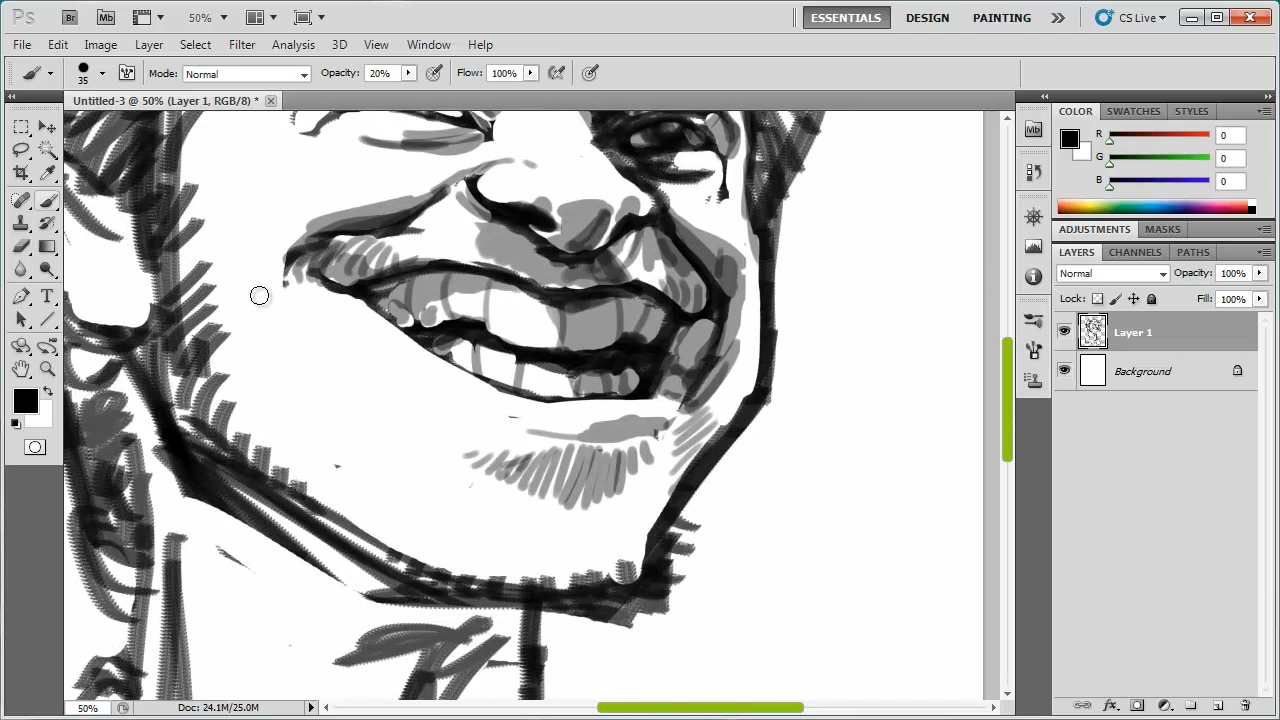 Ps Br Mb 50% ESSENTIALS DESIGN PAINTING CS Live
File Edit Image Layer Select Filter Analysis 3D View Window Help
35 Mode: Normal Opacity: 20% Flow: 100%
Untitled-3 @ 50% (Layer 1, RGB/8) *
COLOR SWATCHES STYLES
Mb
R 0
G 0
B 0
ADJUSTMENTS MASKS
LAYERS CHANNELS PATHS
Normal Opacity: 100%
Lock: Fill: 100%
Layer 1
Background
T
fx
50% Doc: 24.1M/25.0M